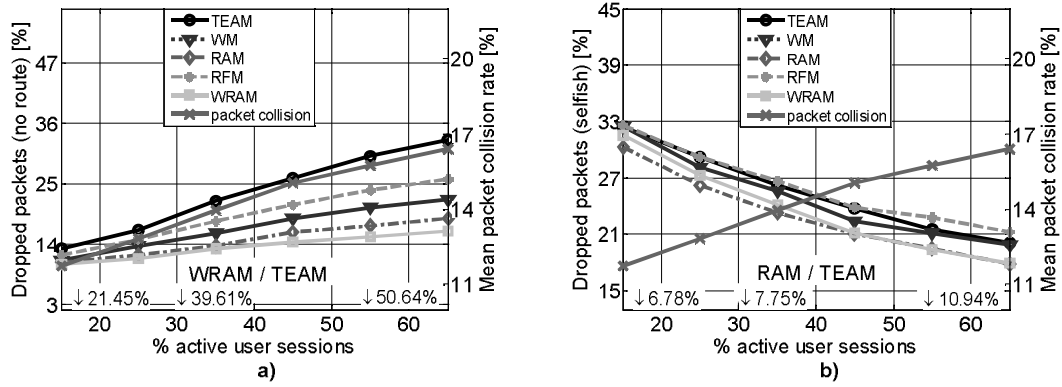 Dropped packets (no route) [%]
47
36
25
14
3
TEAM
WM
RAM
RFM
WRAM
packet collision
WRAM / TEAM
↓21.45%
↓39.61%
↓50.64%
20
17
14
11
Mean packet collision rate [%]
20 30 40 50 60
% active user sessions
a)
Dropped packets (selfish) [%]
45
39
33
27
21
15
TEAM
WM
RAM
RFM
WRAM
packet collision
RAM / TEAM
↓6.78%
↓7.75%
↓10.94%
20
17
14
11
Mean packet collision rate [%]
20 30 40 50 60
% active user sessions
b)